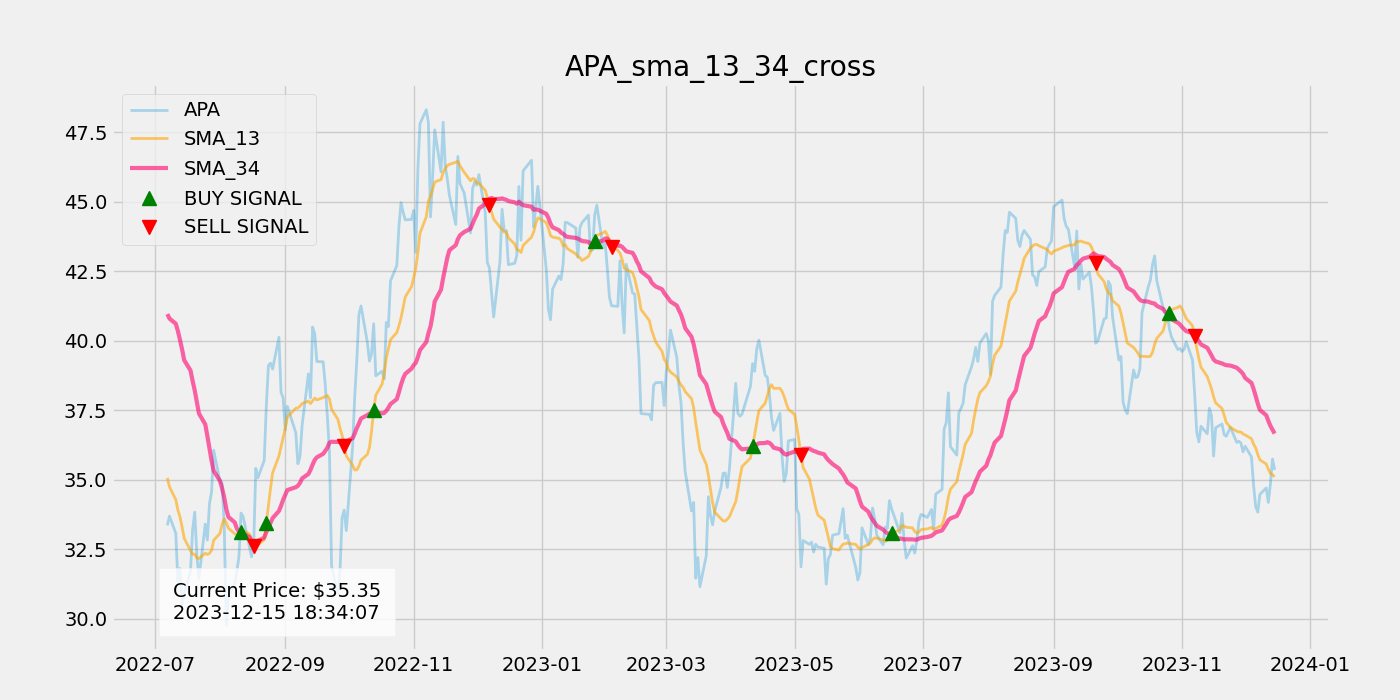 APA_sma_13_34_cross
APA
SMA_13
SMA_34
BUY SIGNAL
SELL SIGNAL
47.5
45.0
42.5
40.0
37.5
35.0
32.5
30.0
Current Price: $35.35
2023-12-15 18:34:07
2022-07 2022-09 2022-11 2023-01 2023-03 2023-05 2023-07 2023-09 2023-11 2024-01